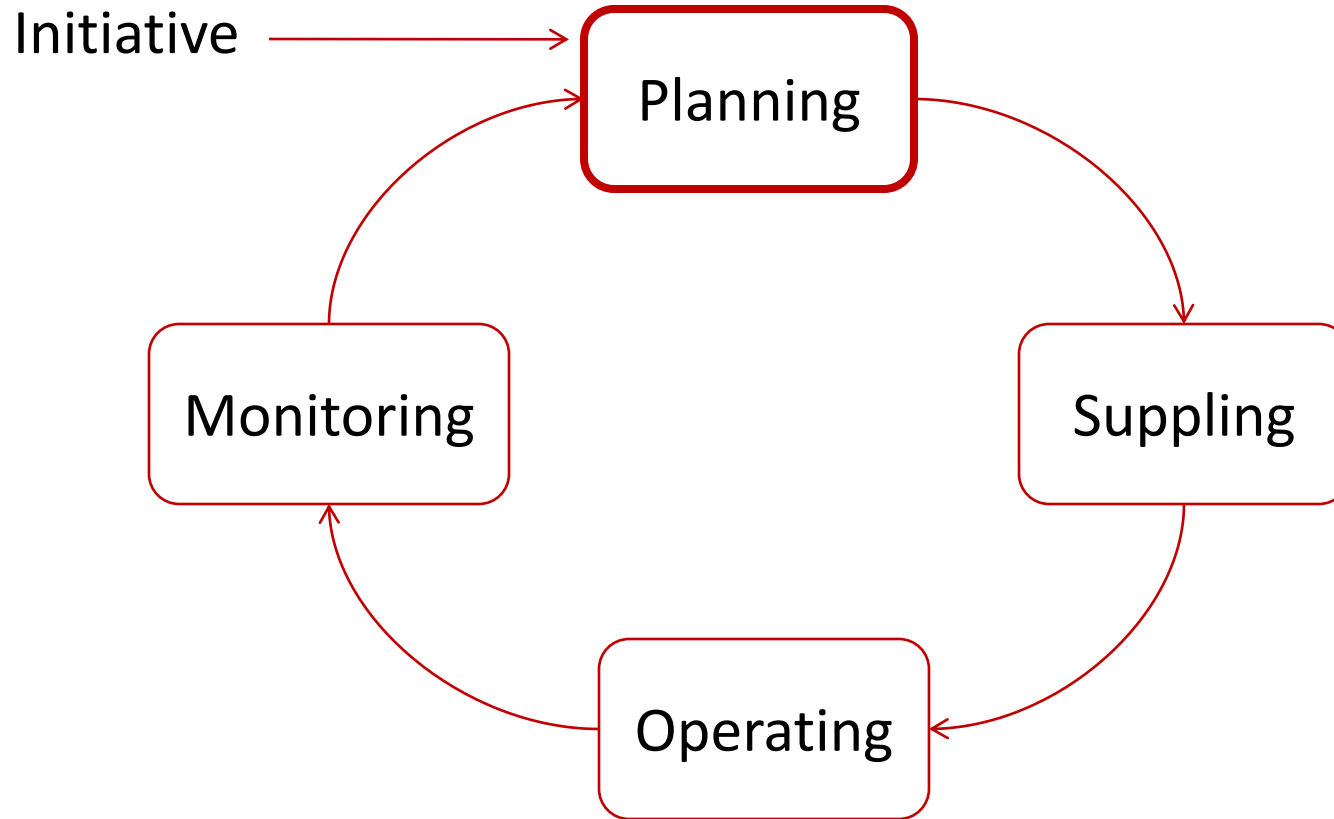 Initiative
Planning
Monitoring
Suppling
Operating